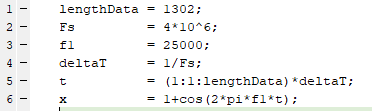 1 - lengthData = 1302;
2 - Fs = 4*10^6;
3 - f1 = 25000;
4 - deltaT = 1/Fs;
5 - t = (1:1:lengthData)*deltaT;
6 - x = 1+cos(2*pi*f1*t);